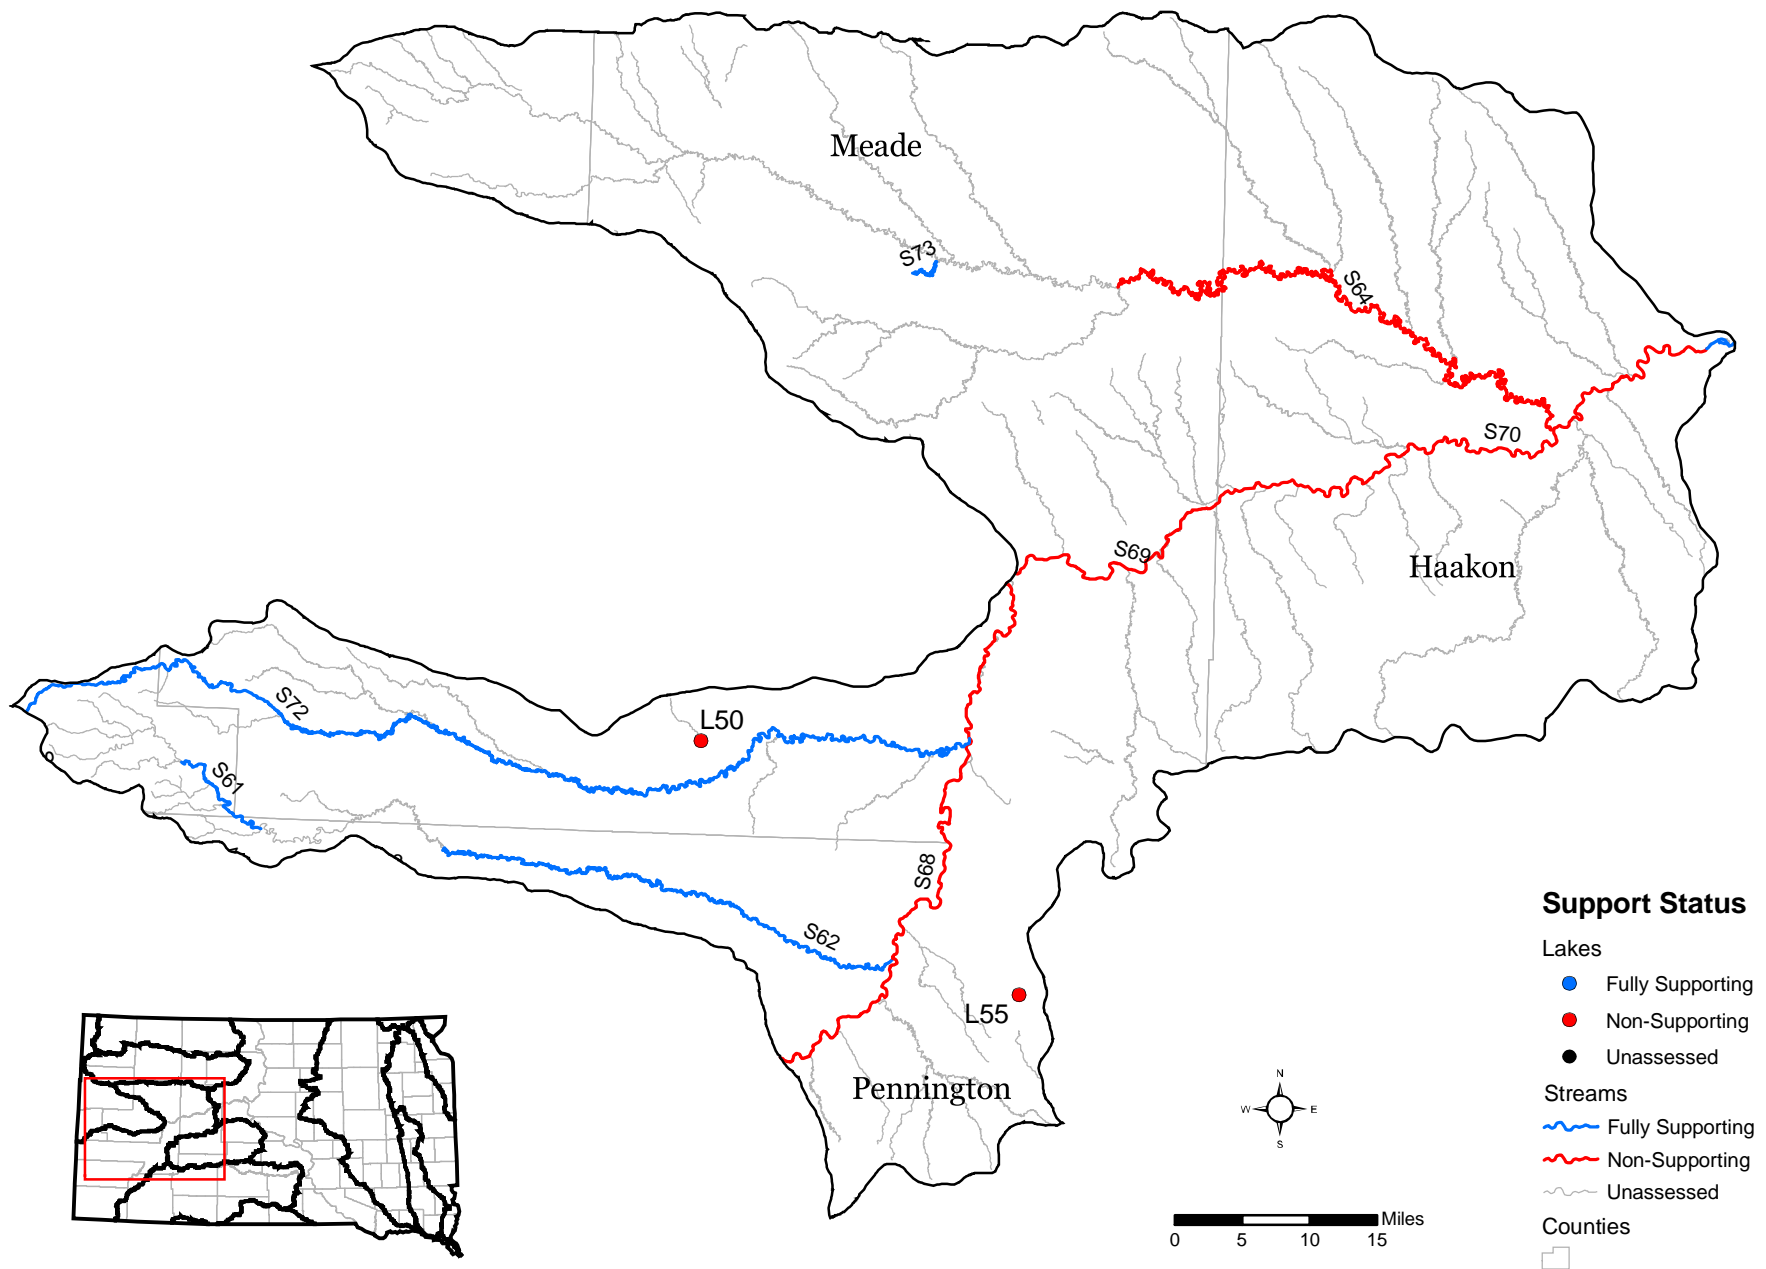 Meade
S73
S64
S70
S69
Haakon
S72
L50
S61
S68
S62
L55
Pennington
Support Status
Lakes
Fully Supporting
Non-Supporting
Unassessed
Streams
Fully Supporting
Non-Supporting
Unassessed
Counties
N
W E
S
Miles
0 5 10 15